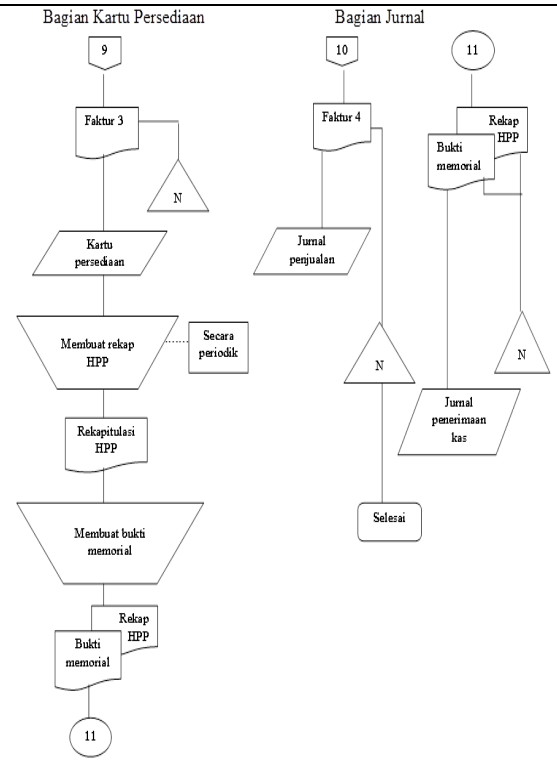 Bagian Kartu Persediaan
9
Faktur 3
N
Kartu
persediaan
Membuat rekap
HPP
Secara
periodik
Rekapitulasi
HPP
Membuat bukti
memorial
Rekap
HPP
Bukti
memorial
11
Bagian Jurnal
10
Faktur 4
Jurnal
penjualan
N
Selesai
11
Rekap
HPP
Bukti
memorial
N
Jurnal
penerimaan
kas